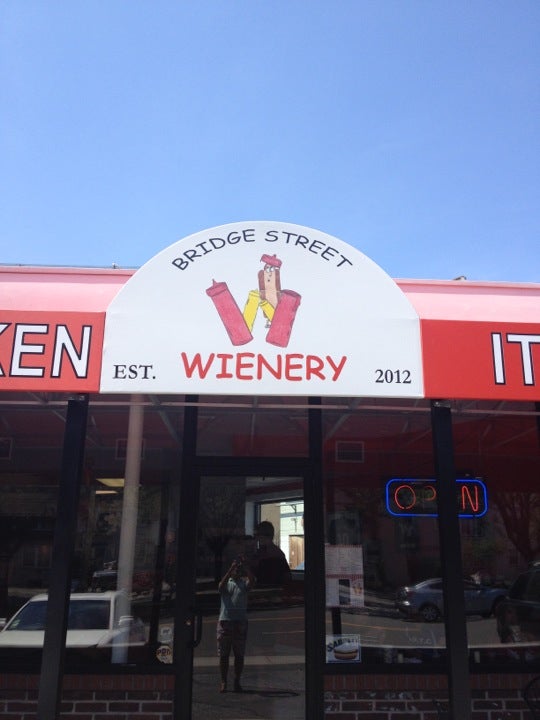 BRIDGE STREET
KEN
EST. WIENERY 2012
IT
OPEN